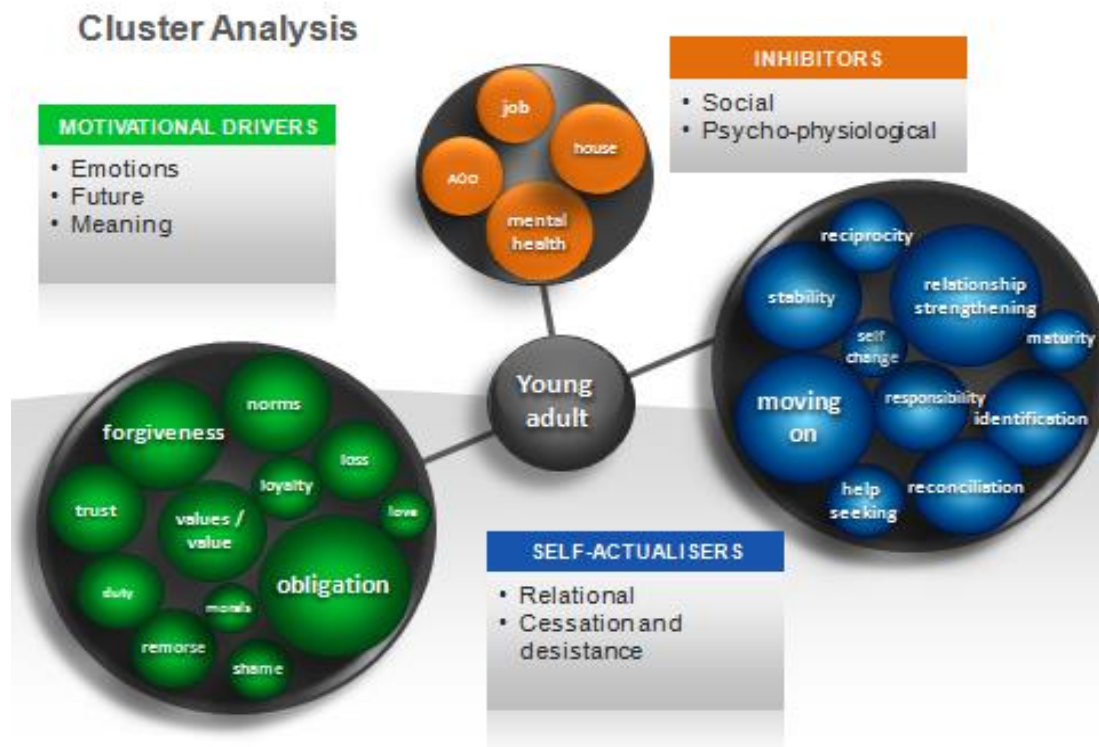 Cluster Analysis
INHIBITORS
• Social
• Psycho-physiological
MOTIVATIONAL DRIVERS
• Emotions
• Future
• Meaning
job
house
AOD
mental
health
reciprocity
stability
relationship
strengthening
self
change
maturity
moving
on
responsibility
identification
help
seeking
reconciliation
Young
adult
norms
forgiveness
loss
loyalty
love
trust
values /
value
obligation
duty
morals
remorse
shame
SELF-ACTUALISERS
• Relational
• Cessation and
desistance